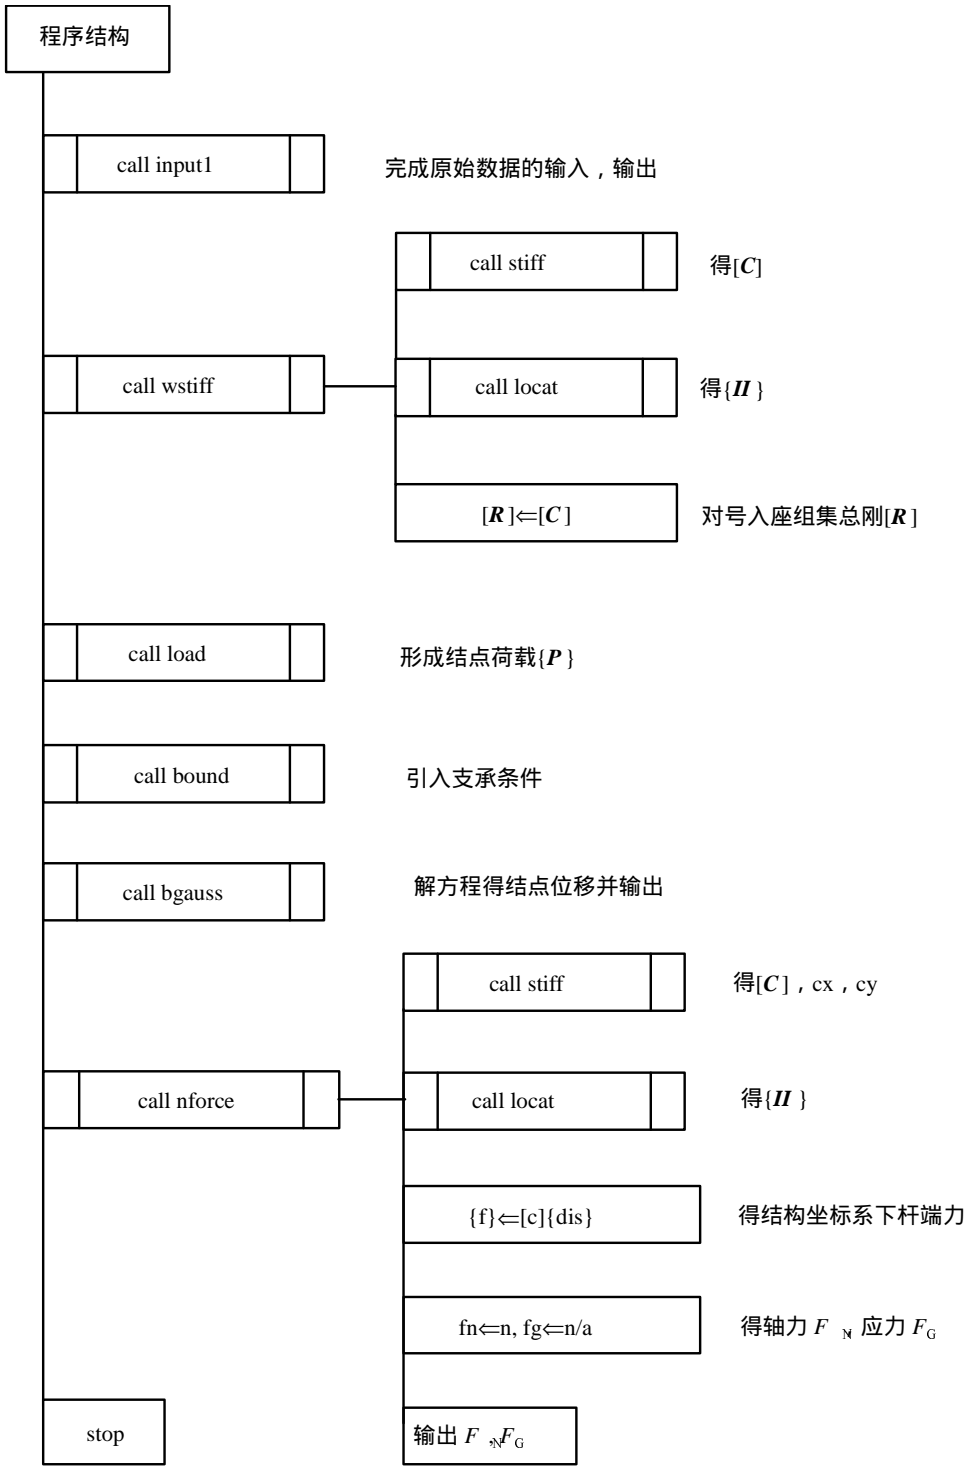 程序结构
call input1
完成原始数据的输入，输出
call stiff
得[C]
call wstiff
call locat
得{II}
[R]⇐[C]
对号入座组集总刚[R]
call load
形成结点荷载{P}
call bound
引入支承条件
call bgauss
解方程得结点位移并输出
call stiff
得[C]，cx，cy
call nforce
call locat
得{II}
{f}⇐[c]{dis}
得结构坐标系下杆端力
fn⇐n, fg⇐n/a
得轴力 FN, 应力 FG
stop
输出 FN,FG